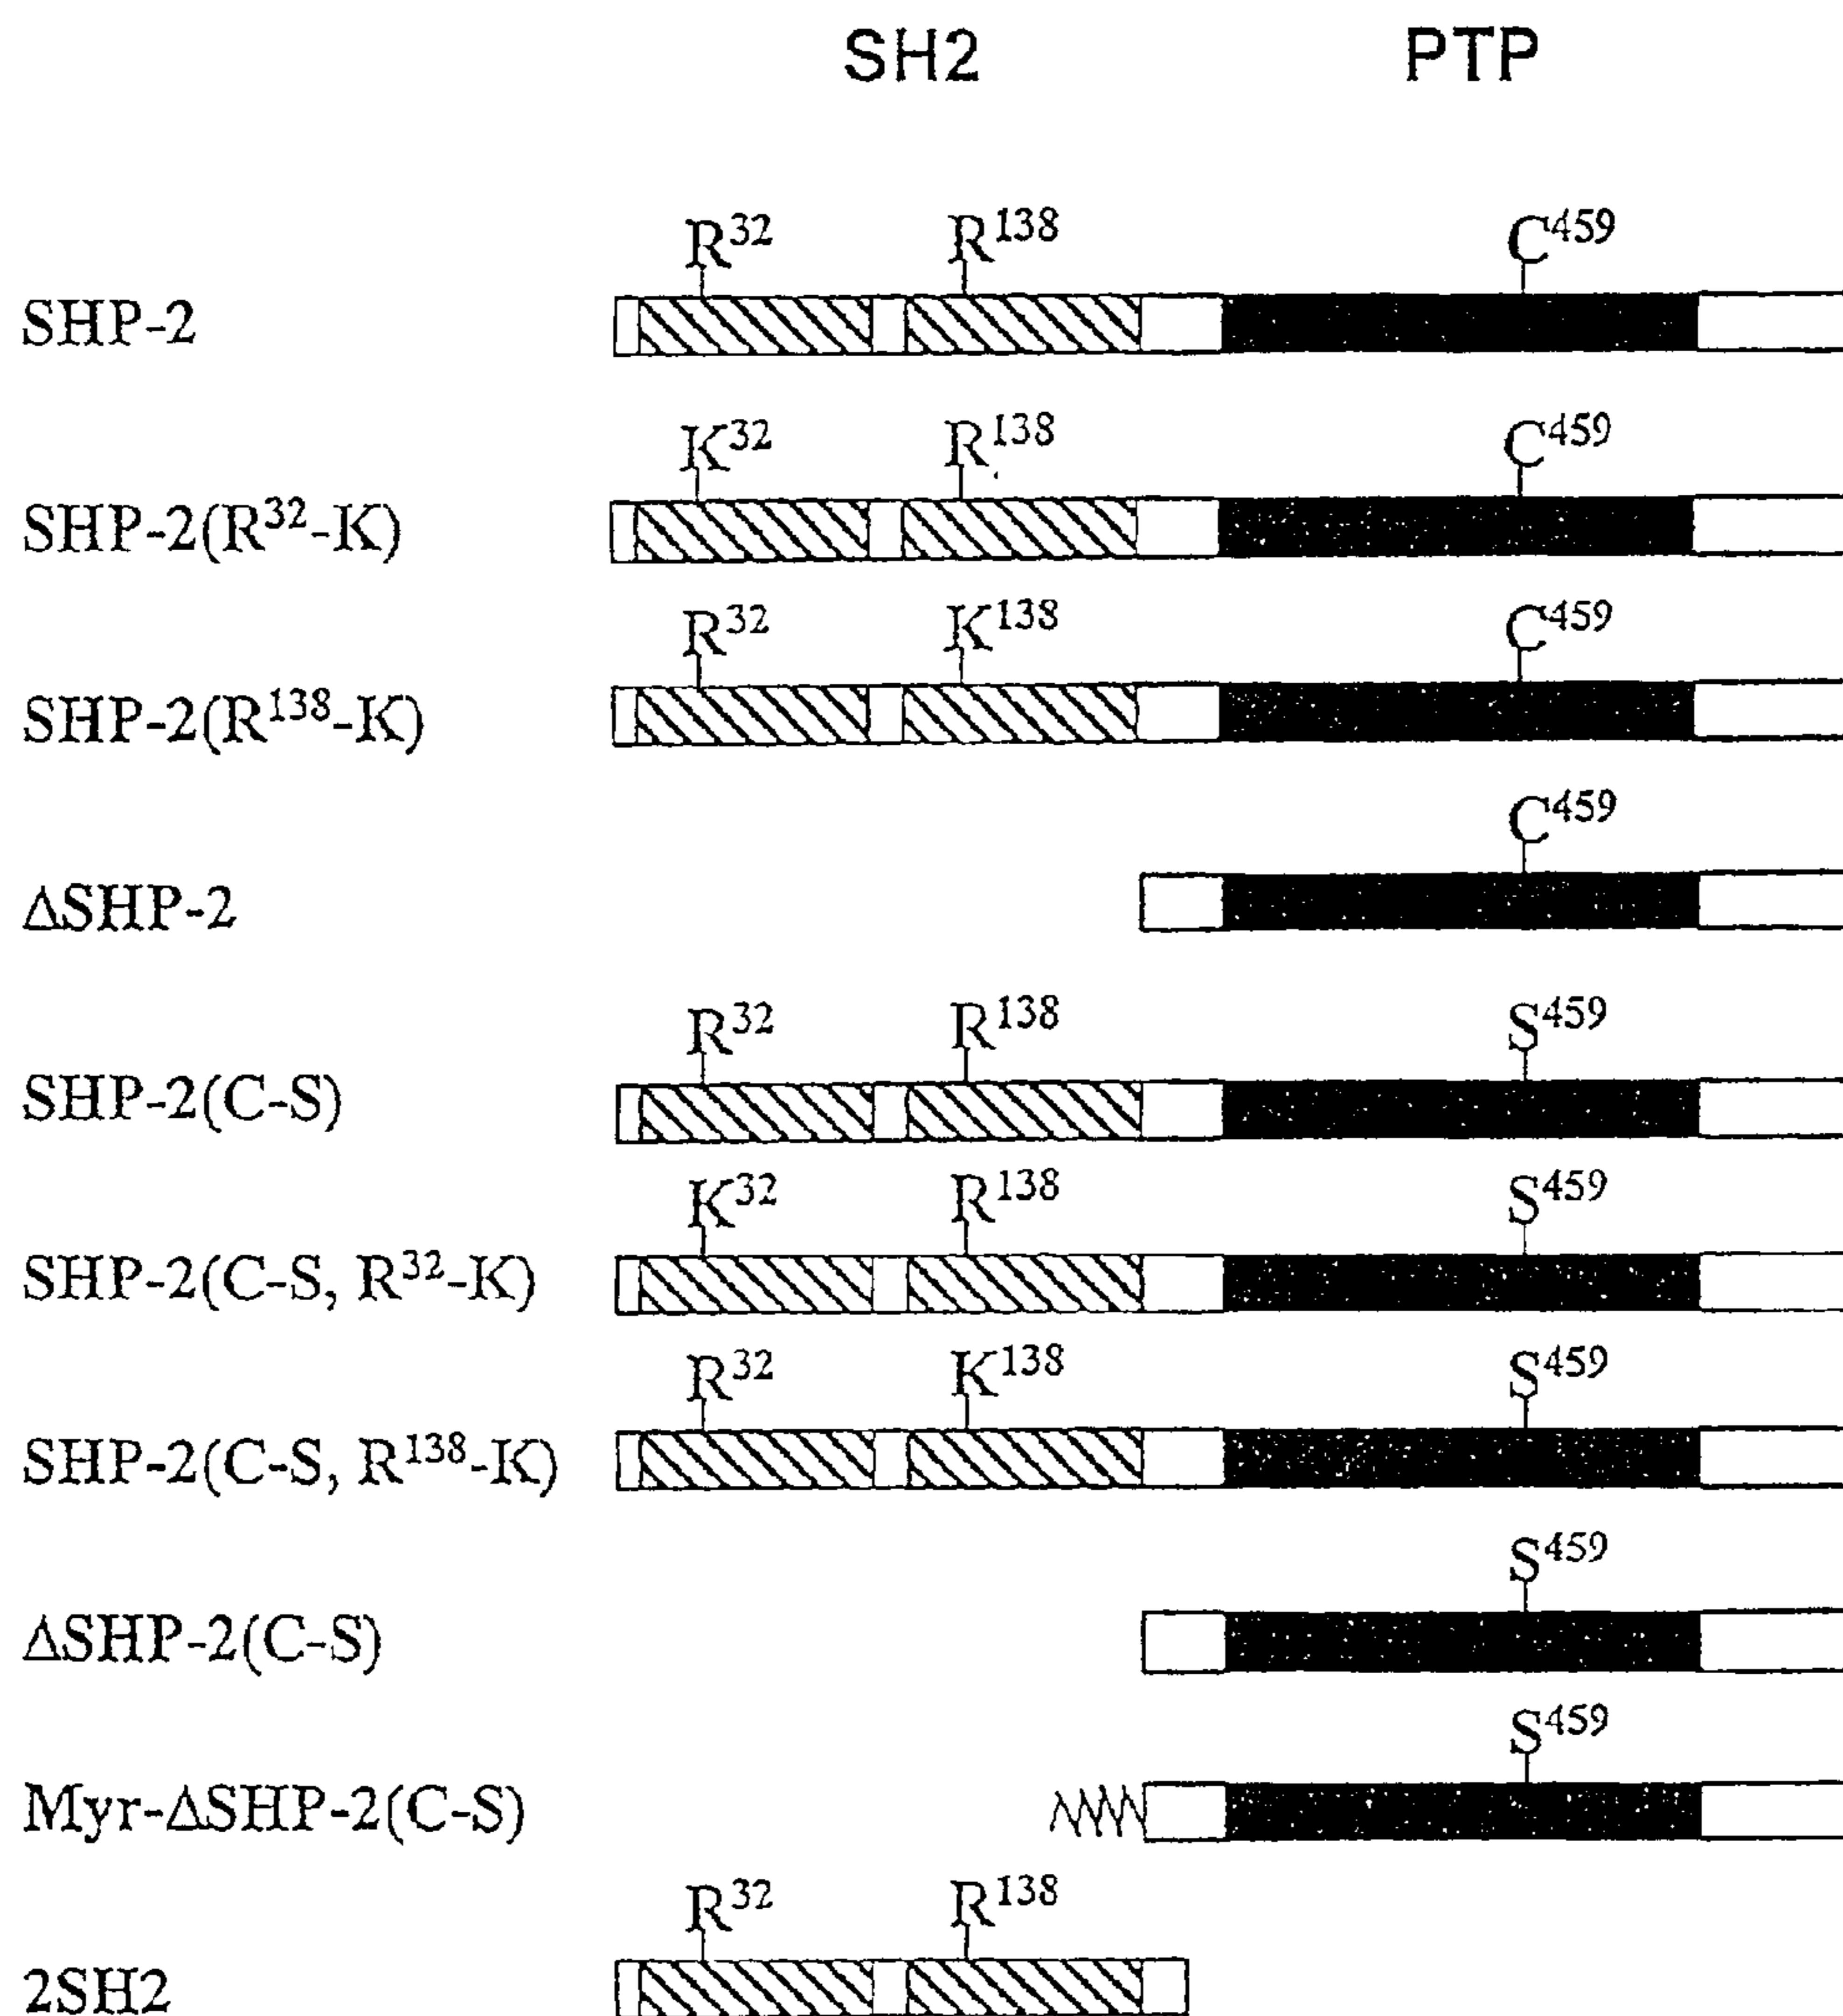 SH2 PTP
R³² R¹³⁸ C⁴⁵⁹
SHP-2
K³² R¹³⁸ C⁴⁵⁹
SHP-2(R³²-K)
R³² K¹³⁸ C⁴⁵⁹
SHP-2(R¹³⁸-K)
C⁴⁵⁹
ΔSHP-2
R³² R¹³⁸ S⁴⁵⁹
SHP-2(C-S)
K³² R¹³⁸ S⁴⁵⁹
SHP-2(C-S, R³²-K)
R³² K¹³⁸ S⁴⁵⁹
SHP-2(C-S, R¹³⁸-K)
S⁴⁵⁹
ΔSHP-2(C-S)
S⁴⁵⁹
Myr-ΔSHP-2(C-S)
R³² R¹³⁸
2SH2